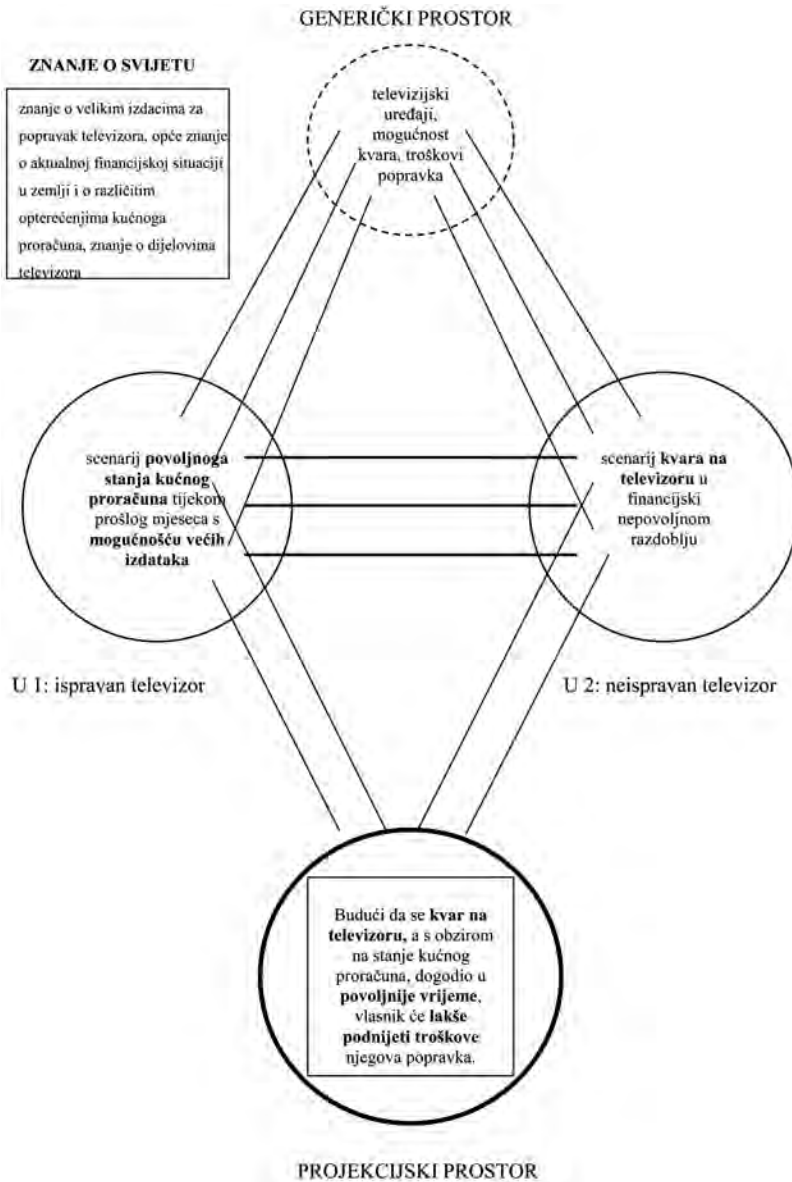 GENERIČKI PROSTOR
ZNANJE O SVIJETU
znanje o velikim izdacima za
popravak televizora, opće znanje
o aktualnoj financijskoj situaciji
u zemlji i o različitim
opterećenjima kućnoga
proračuna, znanje o dijelovima
televizora
televizijski
uređaji,
mogućnost
kvara, troškovi
popravka
scenarij povoljnoga
stanja kućnog
proračuna tijekom
prošlog mjeseca s
mogućnošću većih
izdataka
scenarij kvara na
televizoru u
financijski
nepovoljnom
razdoblju
U 1: ispravan televizor
U 2: neispravan televizor
Budući da se kvar na
televizoru, a s obzirom
na stanje kućnog
proračuna, dogodio u
povoljnije vrijeme,
vlasnik će lakše
podnijeti troškove
njegova popravka.
PROJEKCIJSKI PROSTOR